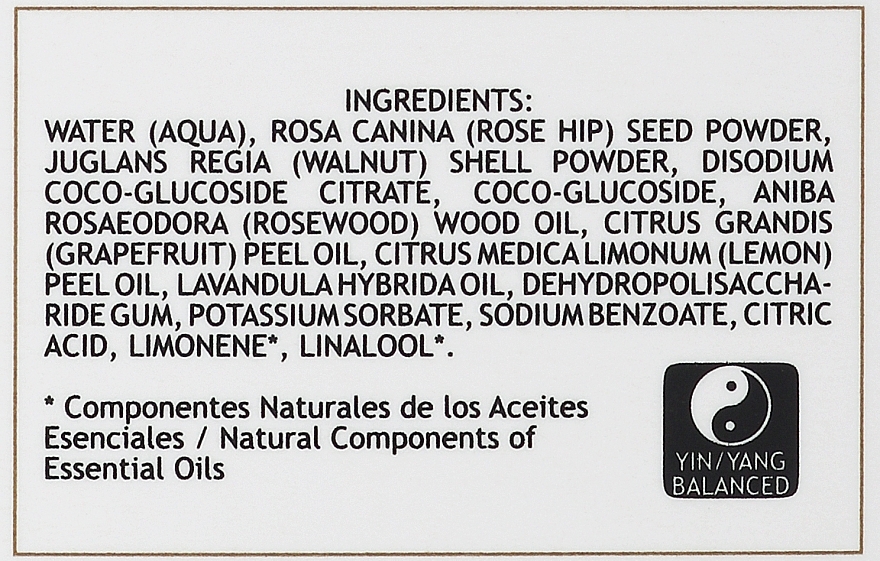 INGREDIENTS:
WATER (AQUA), ROSA CANINA (ROSE HIP) SEED POWDER,
JUGLANS REGIA (WALNUT) SHELL POWDER, DISODIUM
COCO-GLUCOSIDE CITRATE, COCO-GLUCOSIDE, ANIBA
ROSAEODORA (ROSEWOOD) WOOD OIL, CITRUS GRANDIS
(GRAPEFRUIT) PEEL OIL, CITRUS MEDICA LIMONUM (LEMON)
PEEL OIL, LAVANDULA HYBRIDA OIL, DEHYDROPOLISACCHA-
RIDE GUM, POTASSIUM SORBATE, SODIUM BENZOATE, CITRIC
ACID, LIMONENE*, LINALOOL*.
* Componentes Naturales de los Aceites
Esenciales / Natural Components of
Essential Oils
YIN/YANG
BALANCED